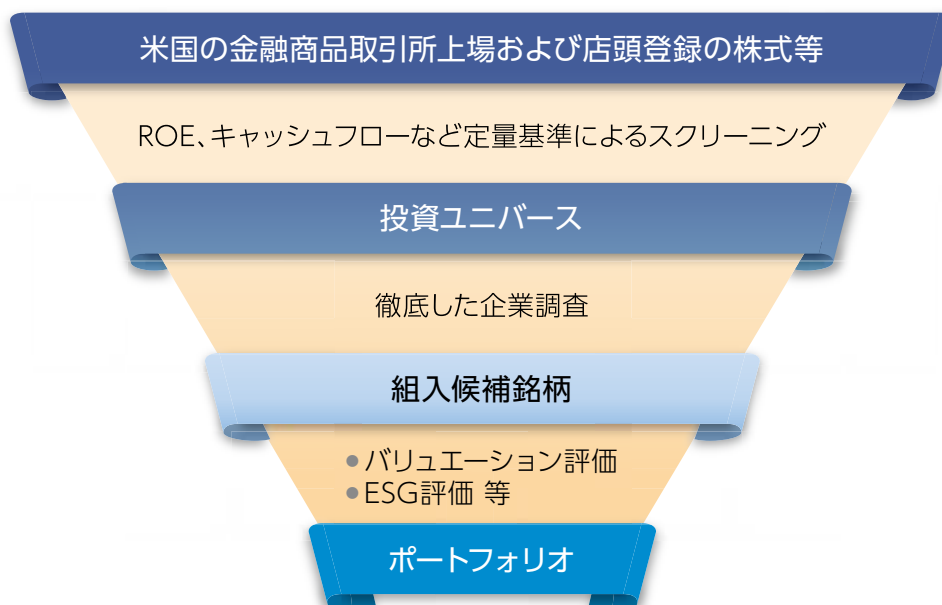 米国の金融商品取引所上場および店頭登録の株式等
ROE、キャッシュフローなど定量基準によるスクリーニング
投資ユニバース
徹底した企業調査
組入候補銘柄
●バリュエーション評価
●ESG評価 等
ポートフォリオ